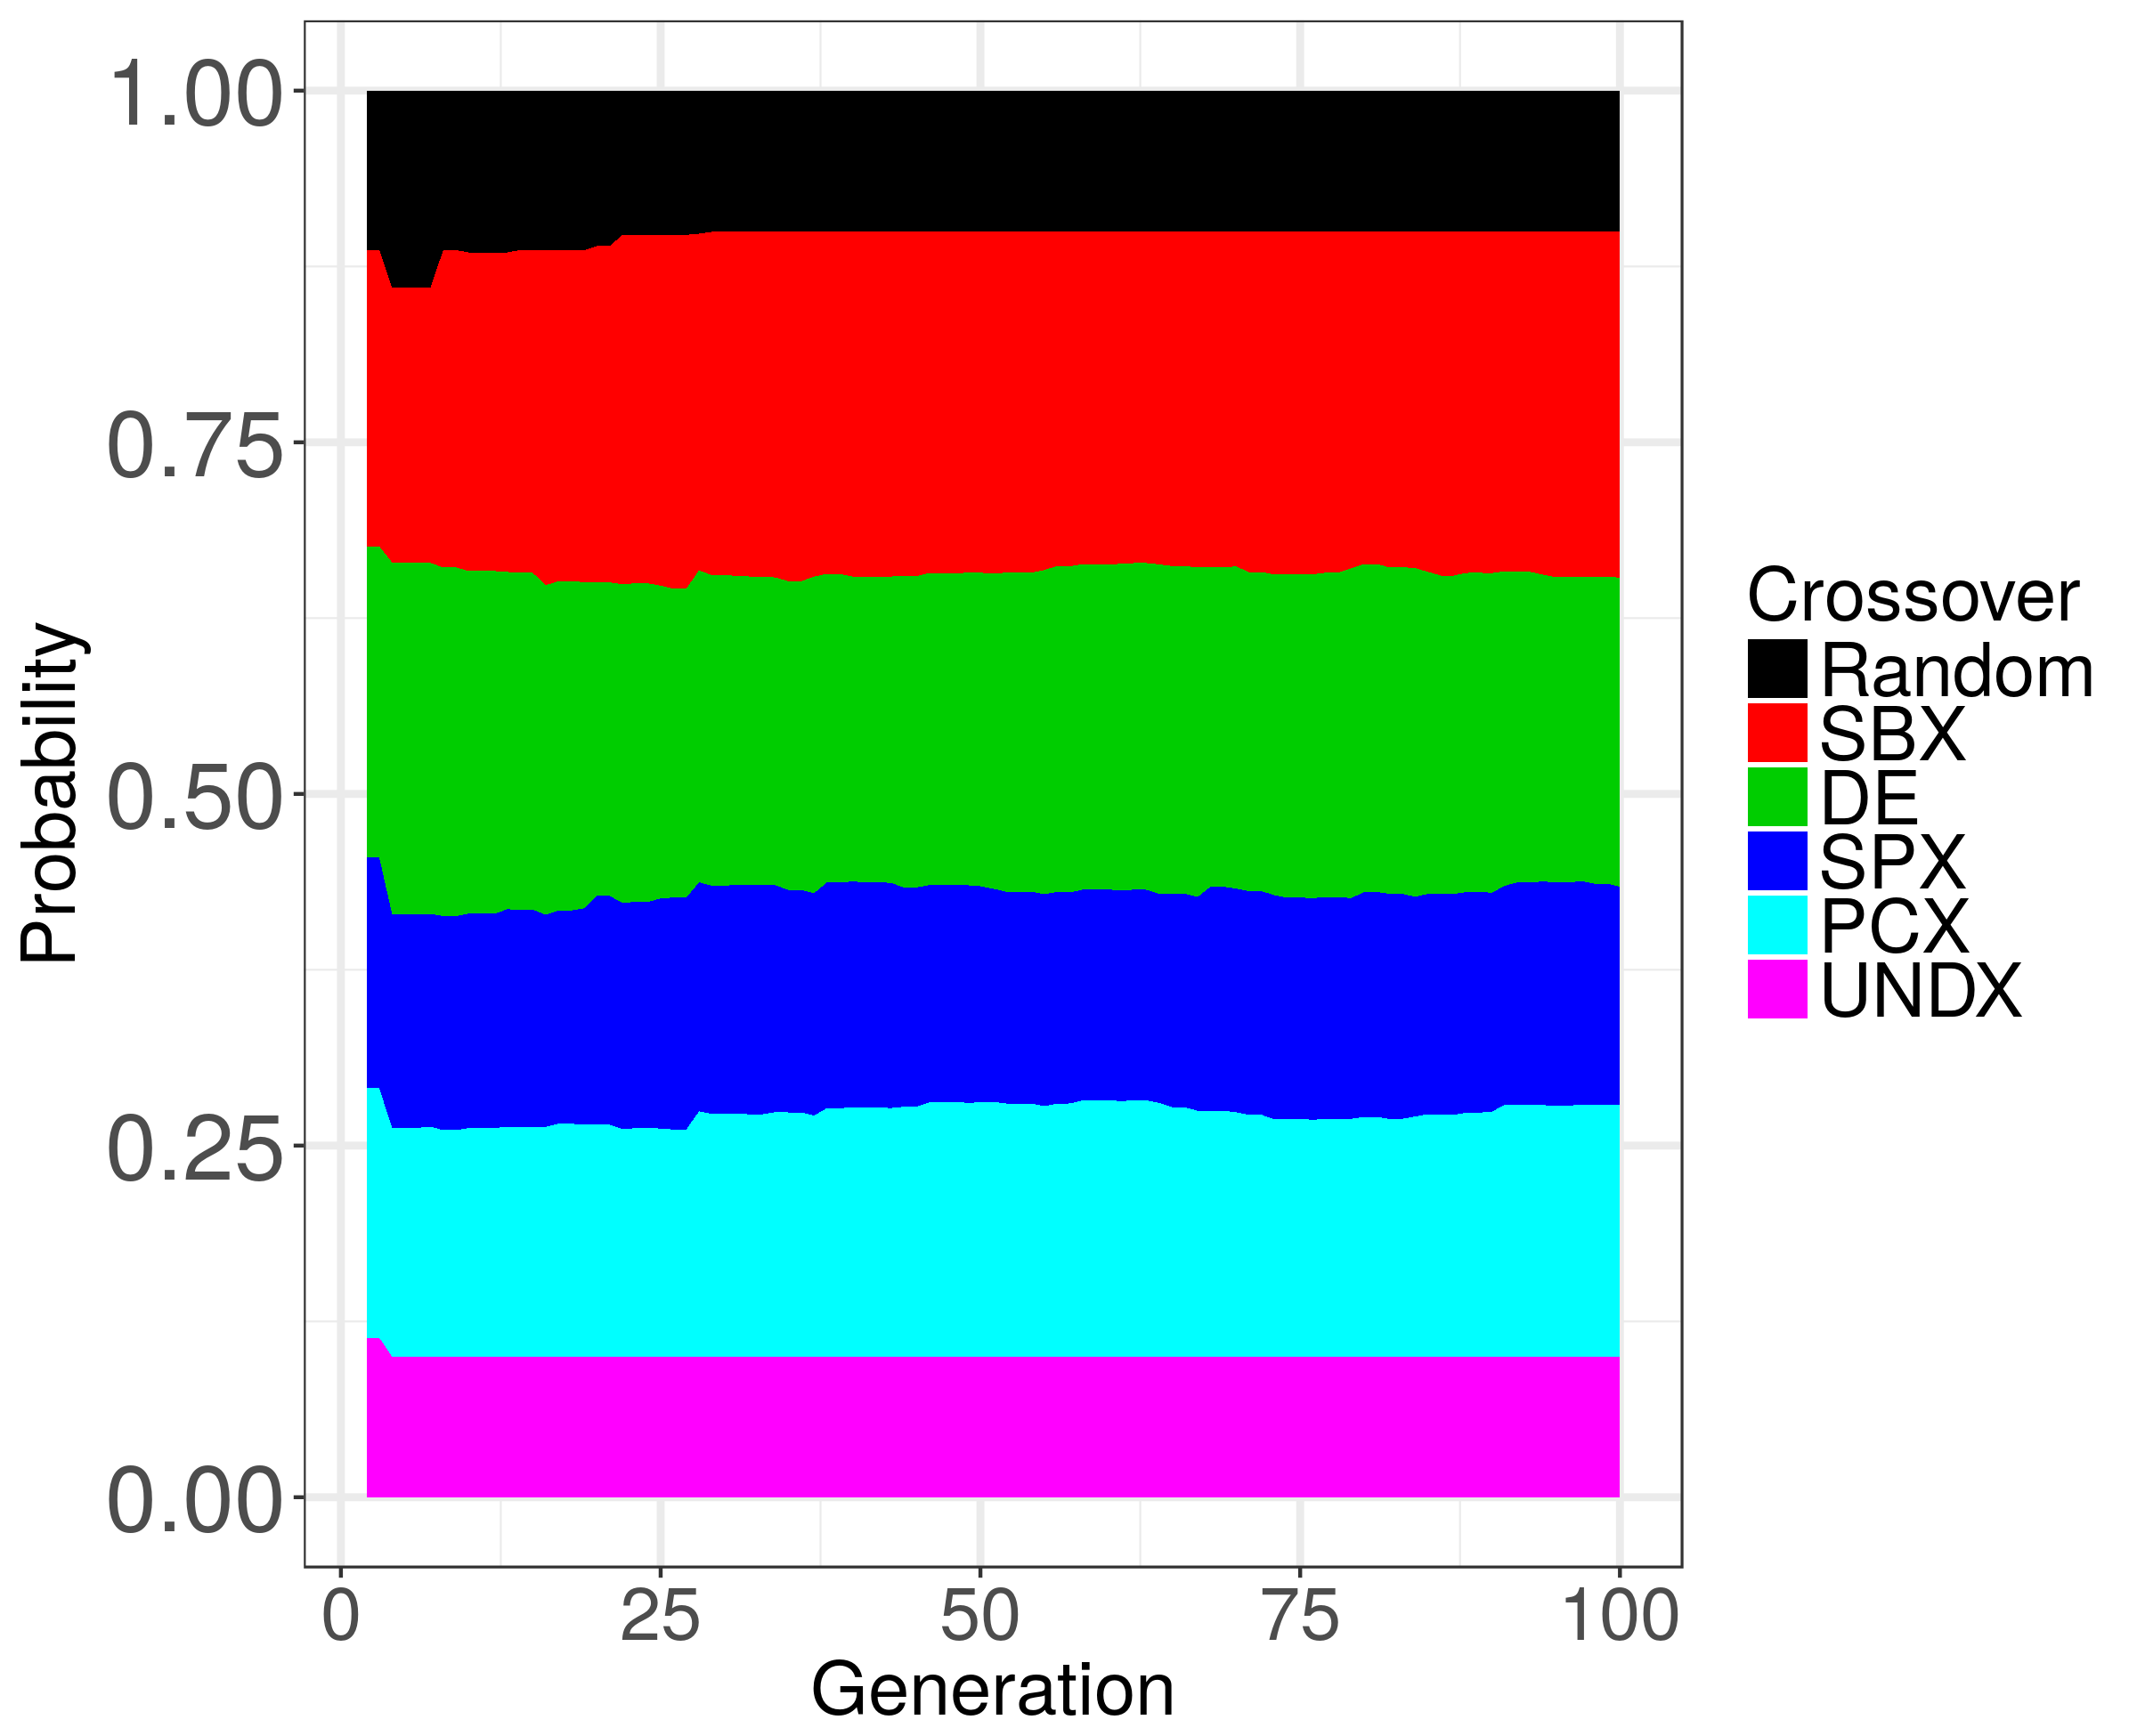 1.00
0.75
0.50
0.25
0.00
Probability
0
25
50
75
100
Generation
Crossover
Random
SBX
DE
SPX
PCX
UNDX